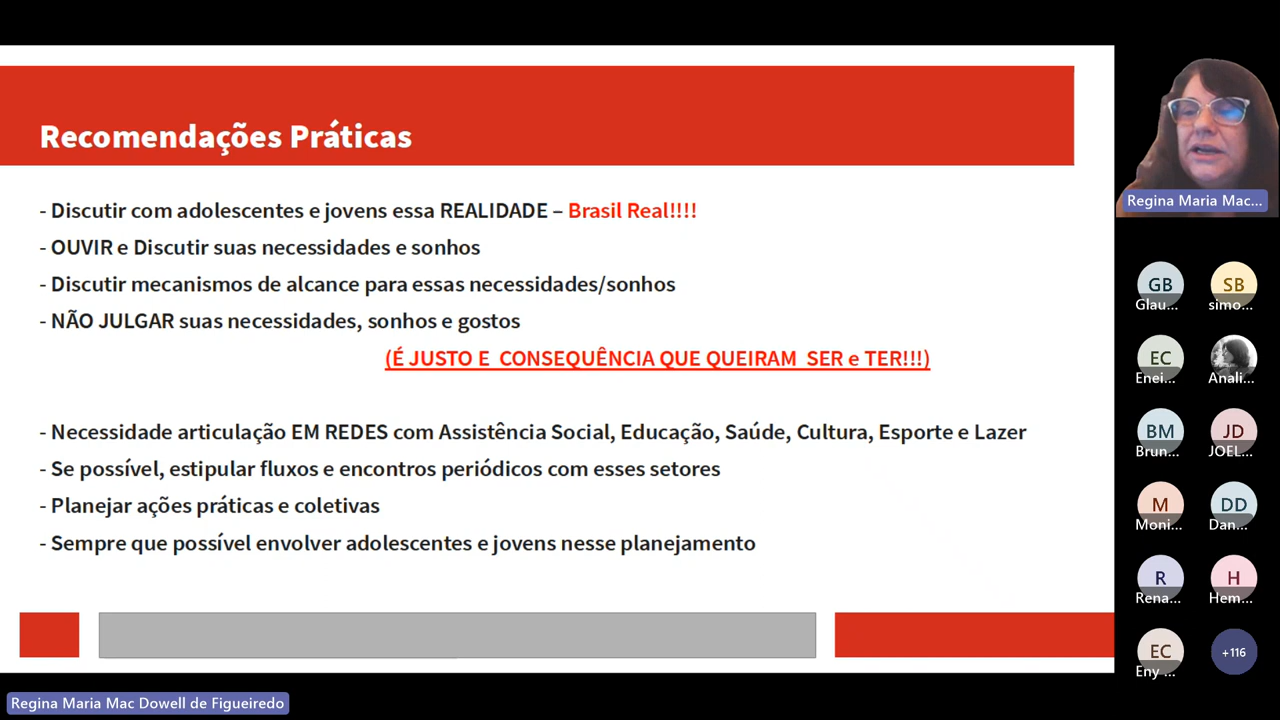 Recomendações Práticas
- Discutir com adolescentes e jovens essa REALIDADE – Brasil Real!!!!
- OUVIR e Discutir suas necessidades e sonhos
- Discutir mecanismos de alcance para essas necessidades/sonhos
- NÃO JULGAR suas necessidades, sonhos e gostos
(É JUSTO E CONSEQUÊNCIA QUE QUEIRAM SER e TER!!!)
- Necessidade articulação EM REDES com Assistência Social, Educação, Saúde, Cultura, Esporte e Lazer
- Se possível, estipular fluxos e encontros periódicos com esses setores
- Planejar ações práticas e coletivas
- Sempre que possível envolver adolescentes e jovens nesse planejamento
Regina Maria Mac Dowell de Figueiredo
Regina Maria Mac...
GB SB
Glau... simo...
EC
Enei... Anali...
BM JD
Brun... JOEL...
M DD
Moni... Dan...
R H
Rena... Hem...
EC +116
Eny ...